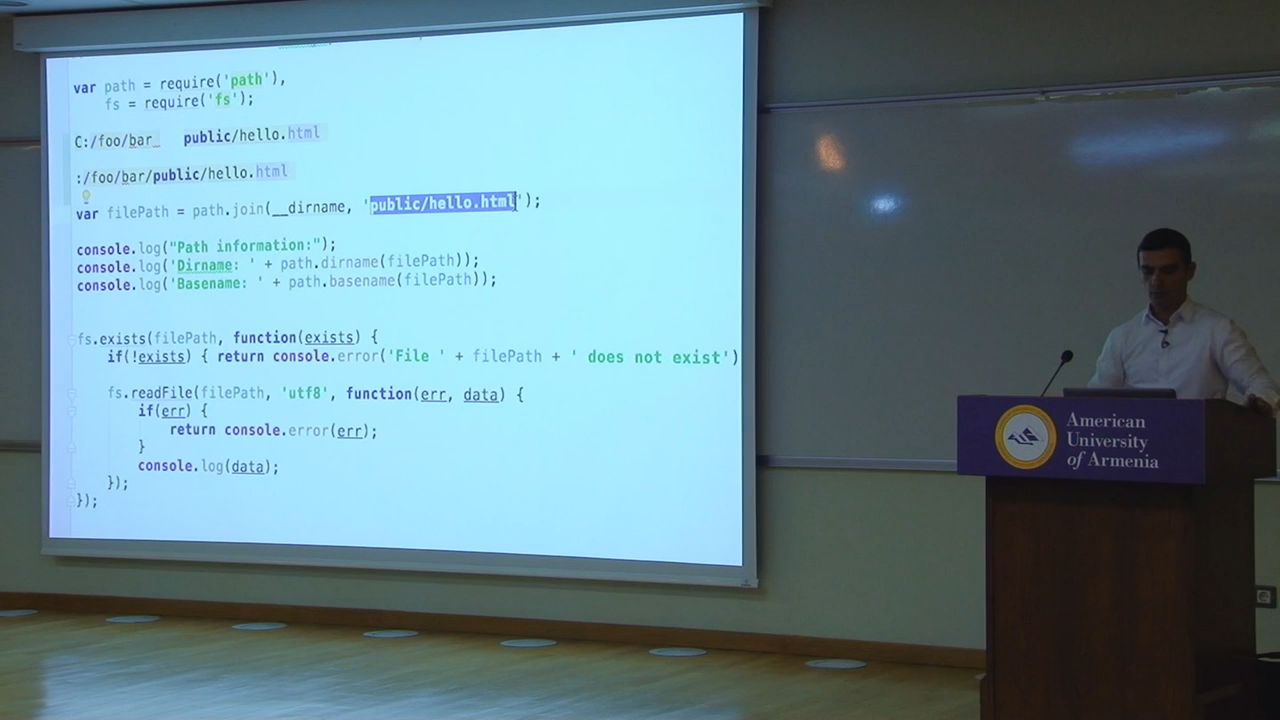 var path = require('path'),
    fs = require('fs');
C:/foo/bar_   public/hello.html
:/foo/bar/public/hello.html
var filePath = path.join(__dirname, 'public/hello.html');
console.log("Path information:");
console.log('Dirname: ' + path.dirname(filePath));
console.log('Basename: ' + path.basename(filePath));
fs.exists(filePath, function(exists) {
    if(!exists) { return console.error('File ' + filePath + ' does not exist')
    fs.readFile(filePath, 'utf8', function(err, data) {
        if(err) {
            return console.error(err);
        }
        console.log(data);
    });
});
American
University
of Armenia